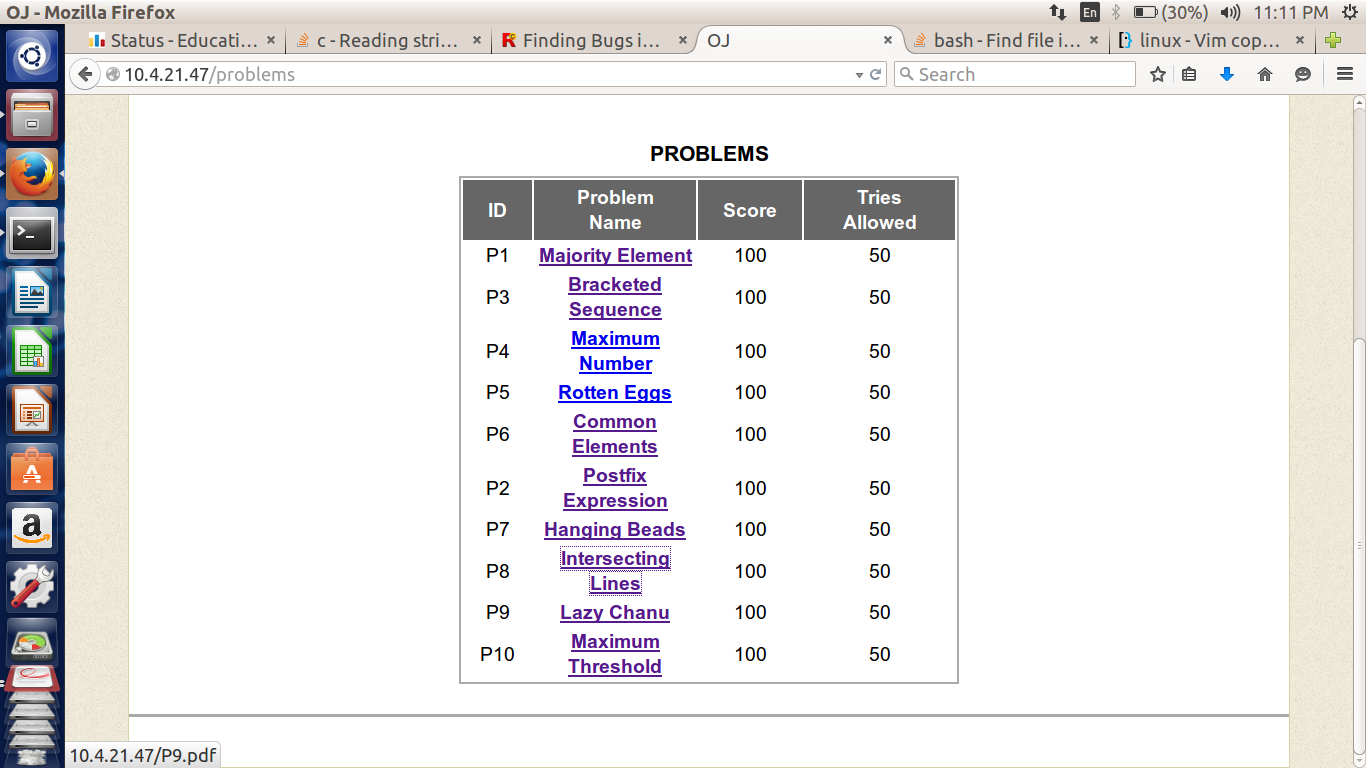 OJ - Mozilla Firefox
En (30%) 11:11 PM
Status - Educati... × c - Reading stri... × Finding Bugs i... × OJ × bash - Find file i... × linux - Vim cop... ×
10.4.21.47/problems Search
PROBLEMS
ID Problem Name Score Tries Allowed
P1 Majority Element 100 50
P3 Bracketed Sequence 100 50
P4 Maximum Number 100 50
P5 Rotten Eggs 100 50
P6 Common Elements 100 50
P2 Postfix Expression 100 50
P7 Hanging Beads 100 50
P8 Intersecting Lines 100 50
P9 Lazy Chanu 100 50
P10 Maximum Threshold 100 50
10.4.21.47/P9.pdf